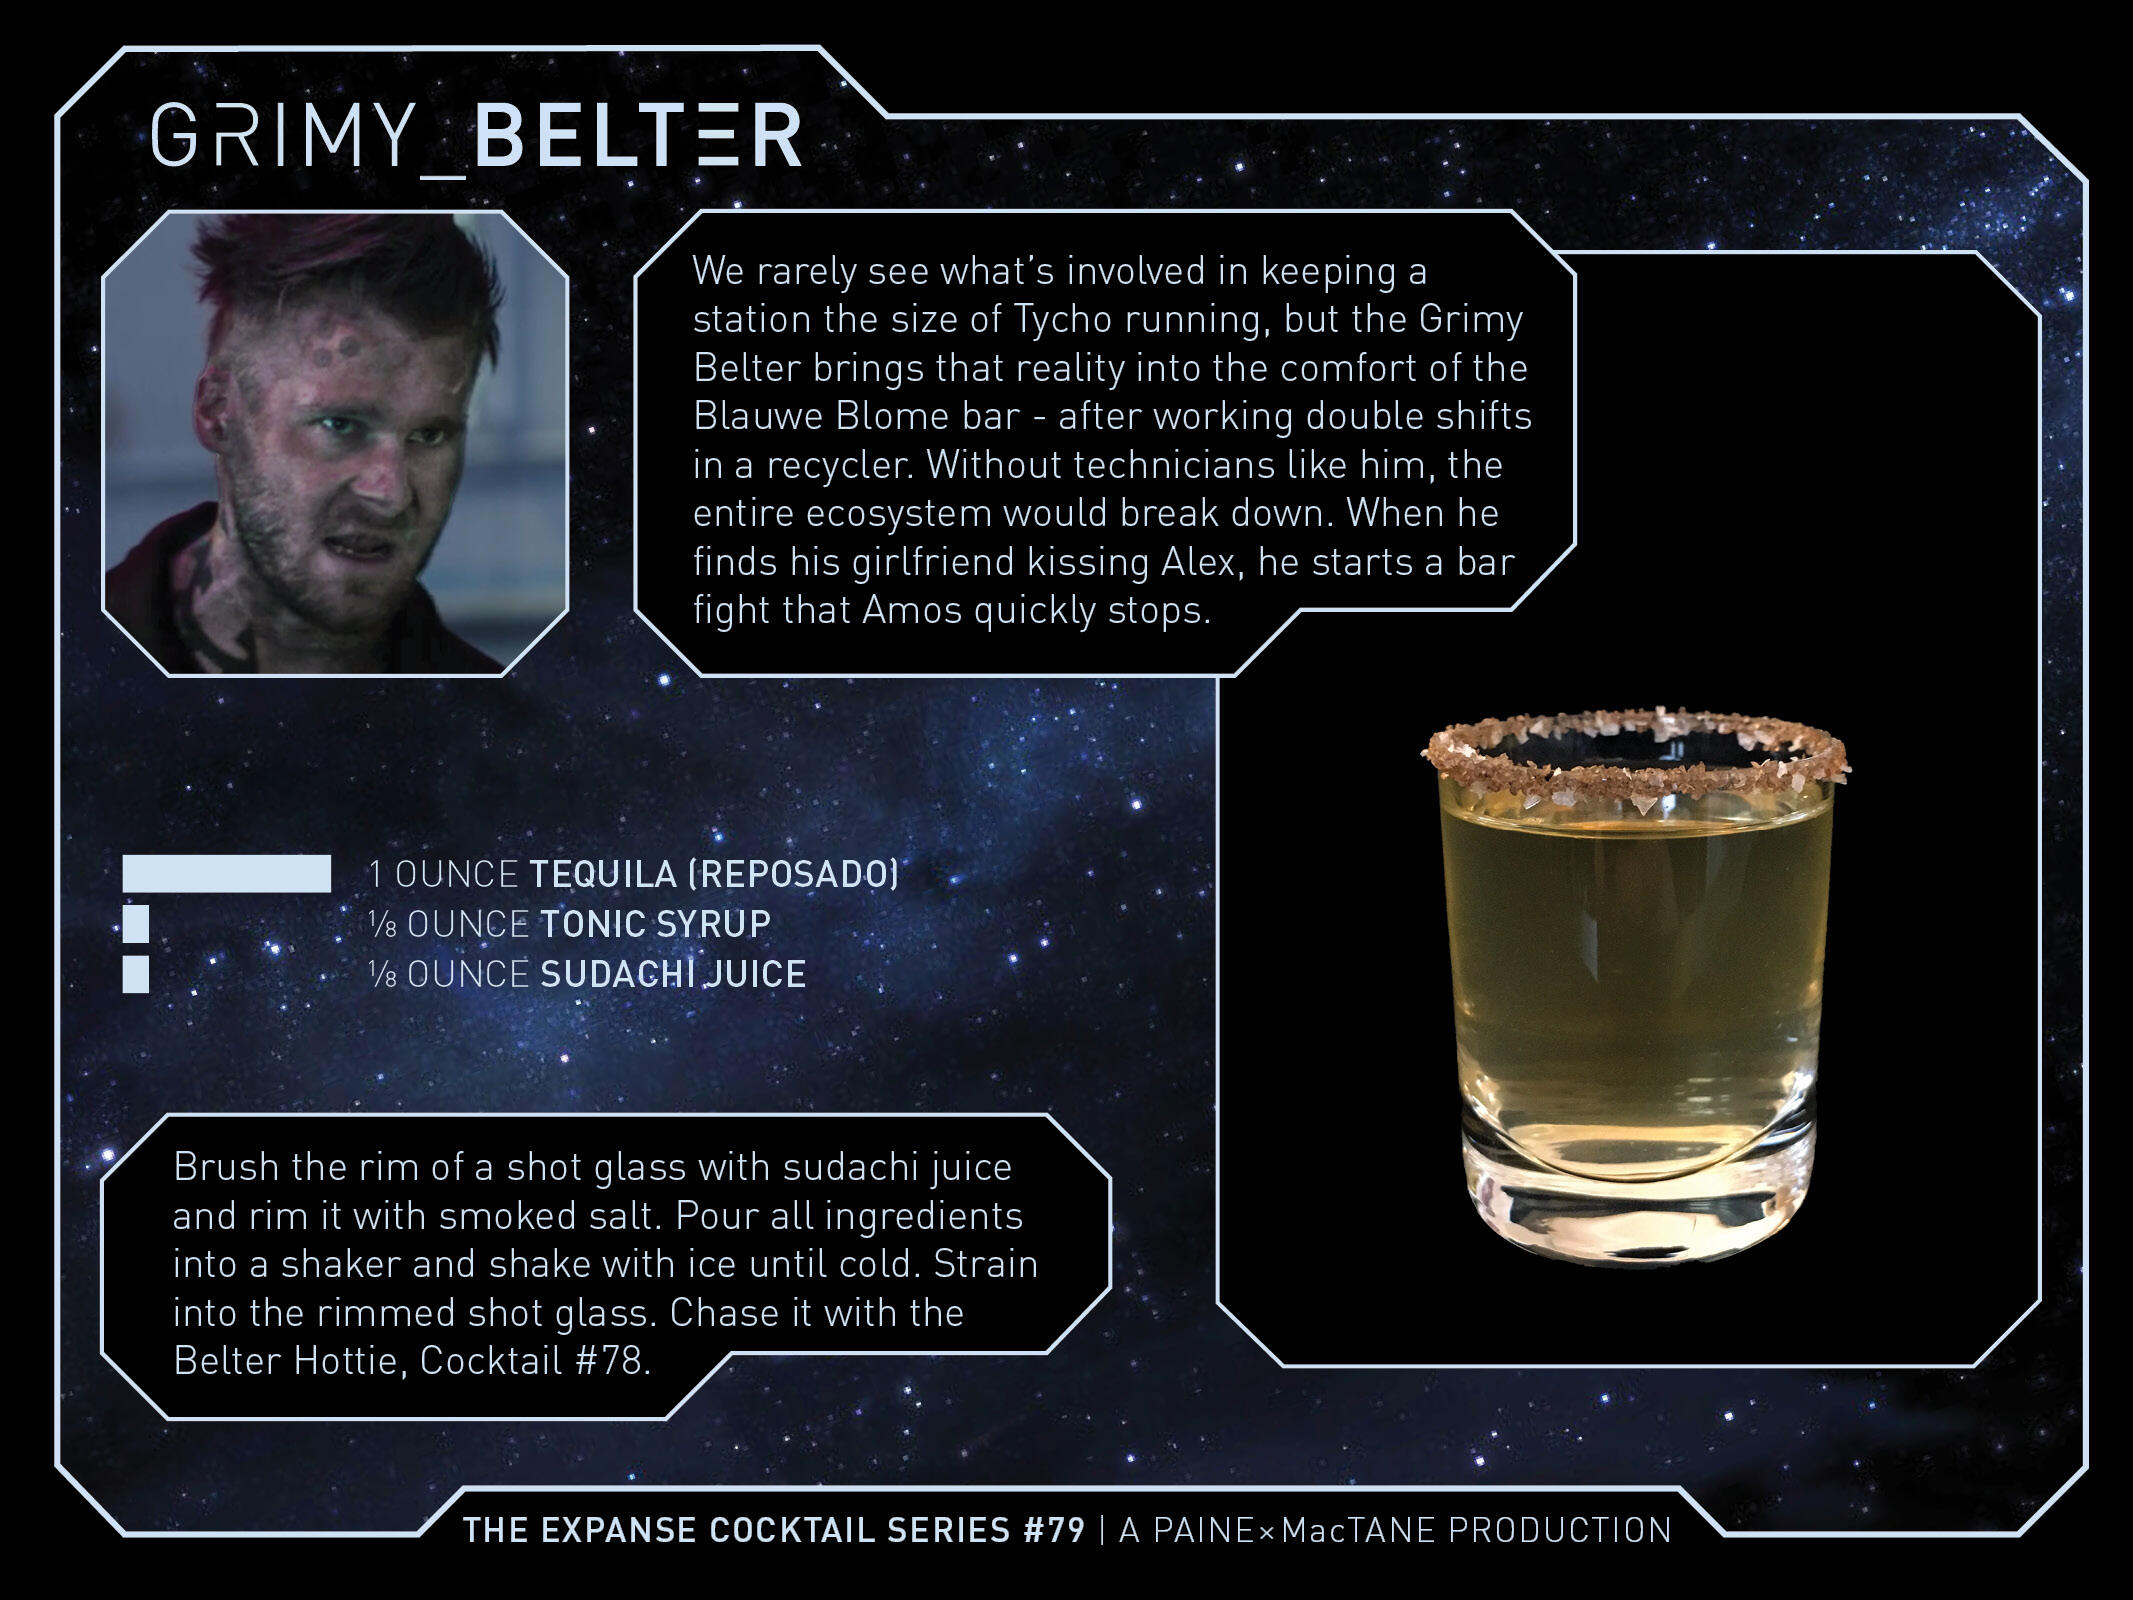 GRIMY_BELTER
We rarely see what's involved in keeping a
station the size of Tycho running, but the Grimy
Belter brings that reality into the comfort of the
Blauwe Blome bar - after working double shifts
in a recycler. Without technicians like him, the
entire ecosystem would break down. When he
finds his girlfriend kissing Alex, he starts a bar
fight that Amos quickly stops.
1 OUNCE TEQUILA (REPOSADO)
⅛ OUNCE TONIC SYRUP
⅛ OUNCE SUDACHI JUICE
Brush the rim of a shot glass with sudachi juice
and rim it with smoked salt. Pour all ingredients
into a shaker and shake with ice until cold. Strain
into the rimmed shot glass. Chase it with the
Belter Hottie, Cocktail #78.
THE EXPANSE COCKTAIL SERIES #79 | A PAINE×MacTANE PRODUCTION